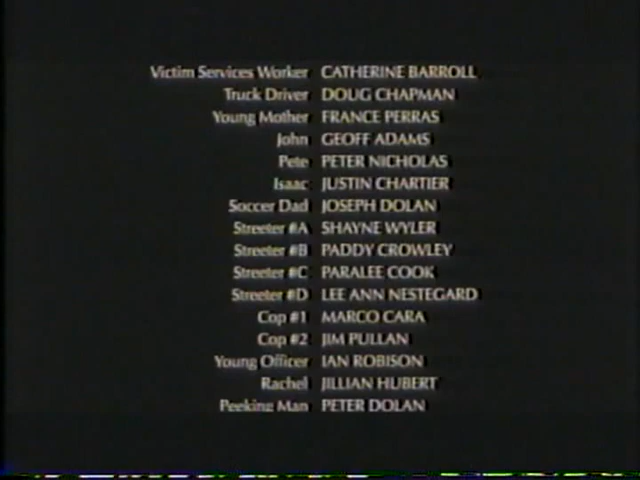 Victim Services Worker CATHERINE BARROLL
Truck Driver DOUG CHAPMAN
Young Mother FRANCE PERRAS
John GEOFF ADAMS
Pete PETER NICHOLAS
Isaac JUSTIN CHARTIER
Soccer Dad JOSEPH DOLAN
Streeter #A SHAYNE WYLER
Streeter #B PADDY CROWLEY
Streeter #C PARALEE COOK
Streeter #D LEE ANN NESTEGARD
Cop #1 MARCO CARA
Cop #2 JIM PULLAN
Young Officer IAN ROBISON
Rachel JILLIAN HUBERT
Peeking Man PETER DOLAN